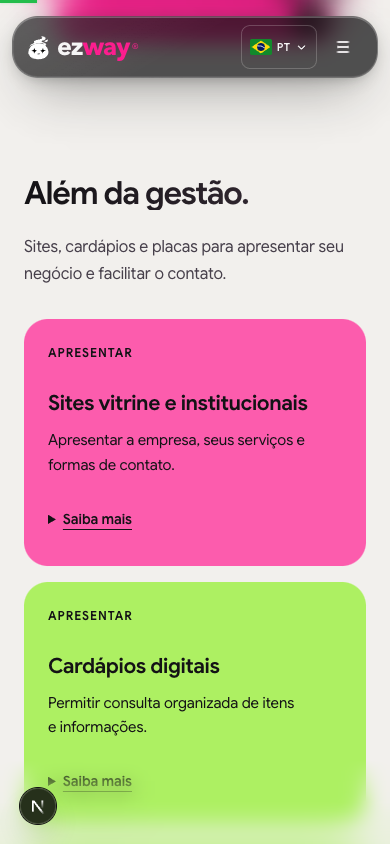 ezway®
PT
Além da gestão.
Sites, cardápios e placas para apresentar seu
negócio e facilitar o contato.
APRESENTAR
Sites vitrine e institucionais
Apresentar a empresa, seus serviços e
formas de contato.
Saiba mais
APRESENTAR
Cardápios digitais
Permitir consulta organizada de itens
e informações.
Saiba mais
N